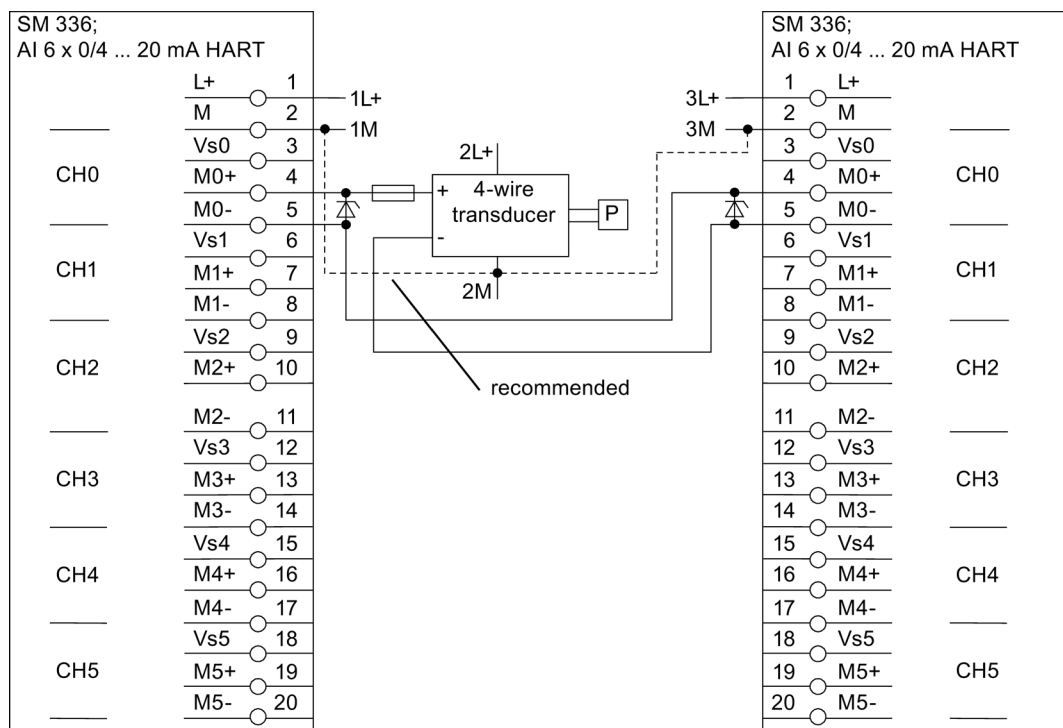 SM 336;
AI 6 x 0/4 ... 20 mA HART
L+ 1
M 2
Vs0 3
CH0
M0+ 4
M0- 5
Vs1 6
CH1
M1+ 7
M1- 8
Vs2 9
CH2
M2+ 10
M2- 11
Vs3 12
CH3
M3+ 13
M3- 14
Vs4 15
CH4
M4+ 16
M4- 17
Vs5 18
CH5
M5+ 19
M5- 20
1L+
1M
2L+
+ 4-wire
transducer
-
P
2M
recommended
3L+
3M
SM 336;
AI 6 x 0/4 ... 20 mA HART
1 L+
2 M
3 Vs0
CH0
4 M0+
5 M0-
6 Vs1
CH1
7 M1+
8 M1-
9 Vs2
CH2
10 M2+
11 M2-
12 Vs3
CH3
13 M3+
14 M3-
15 Vs4
CH4
16 M4+
17 M4-
18 Vs5
CH5
19 M5+
20 M5-